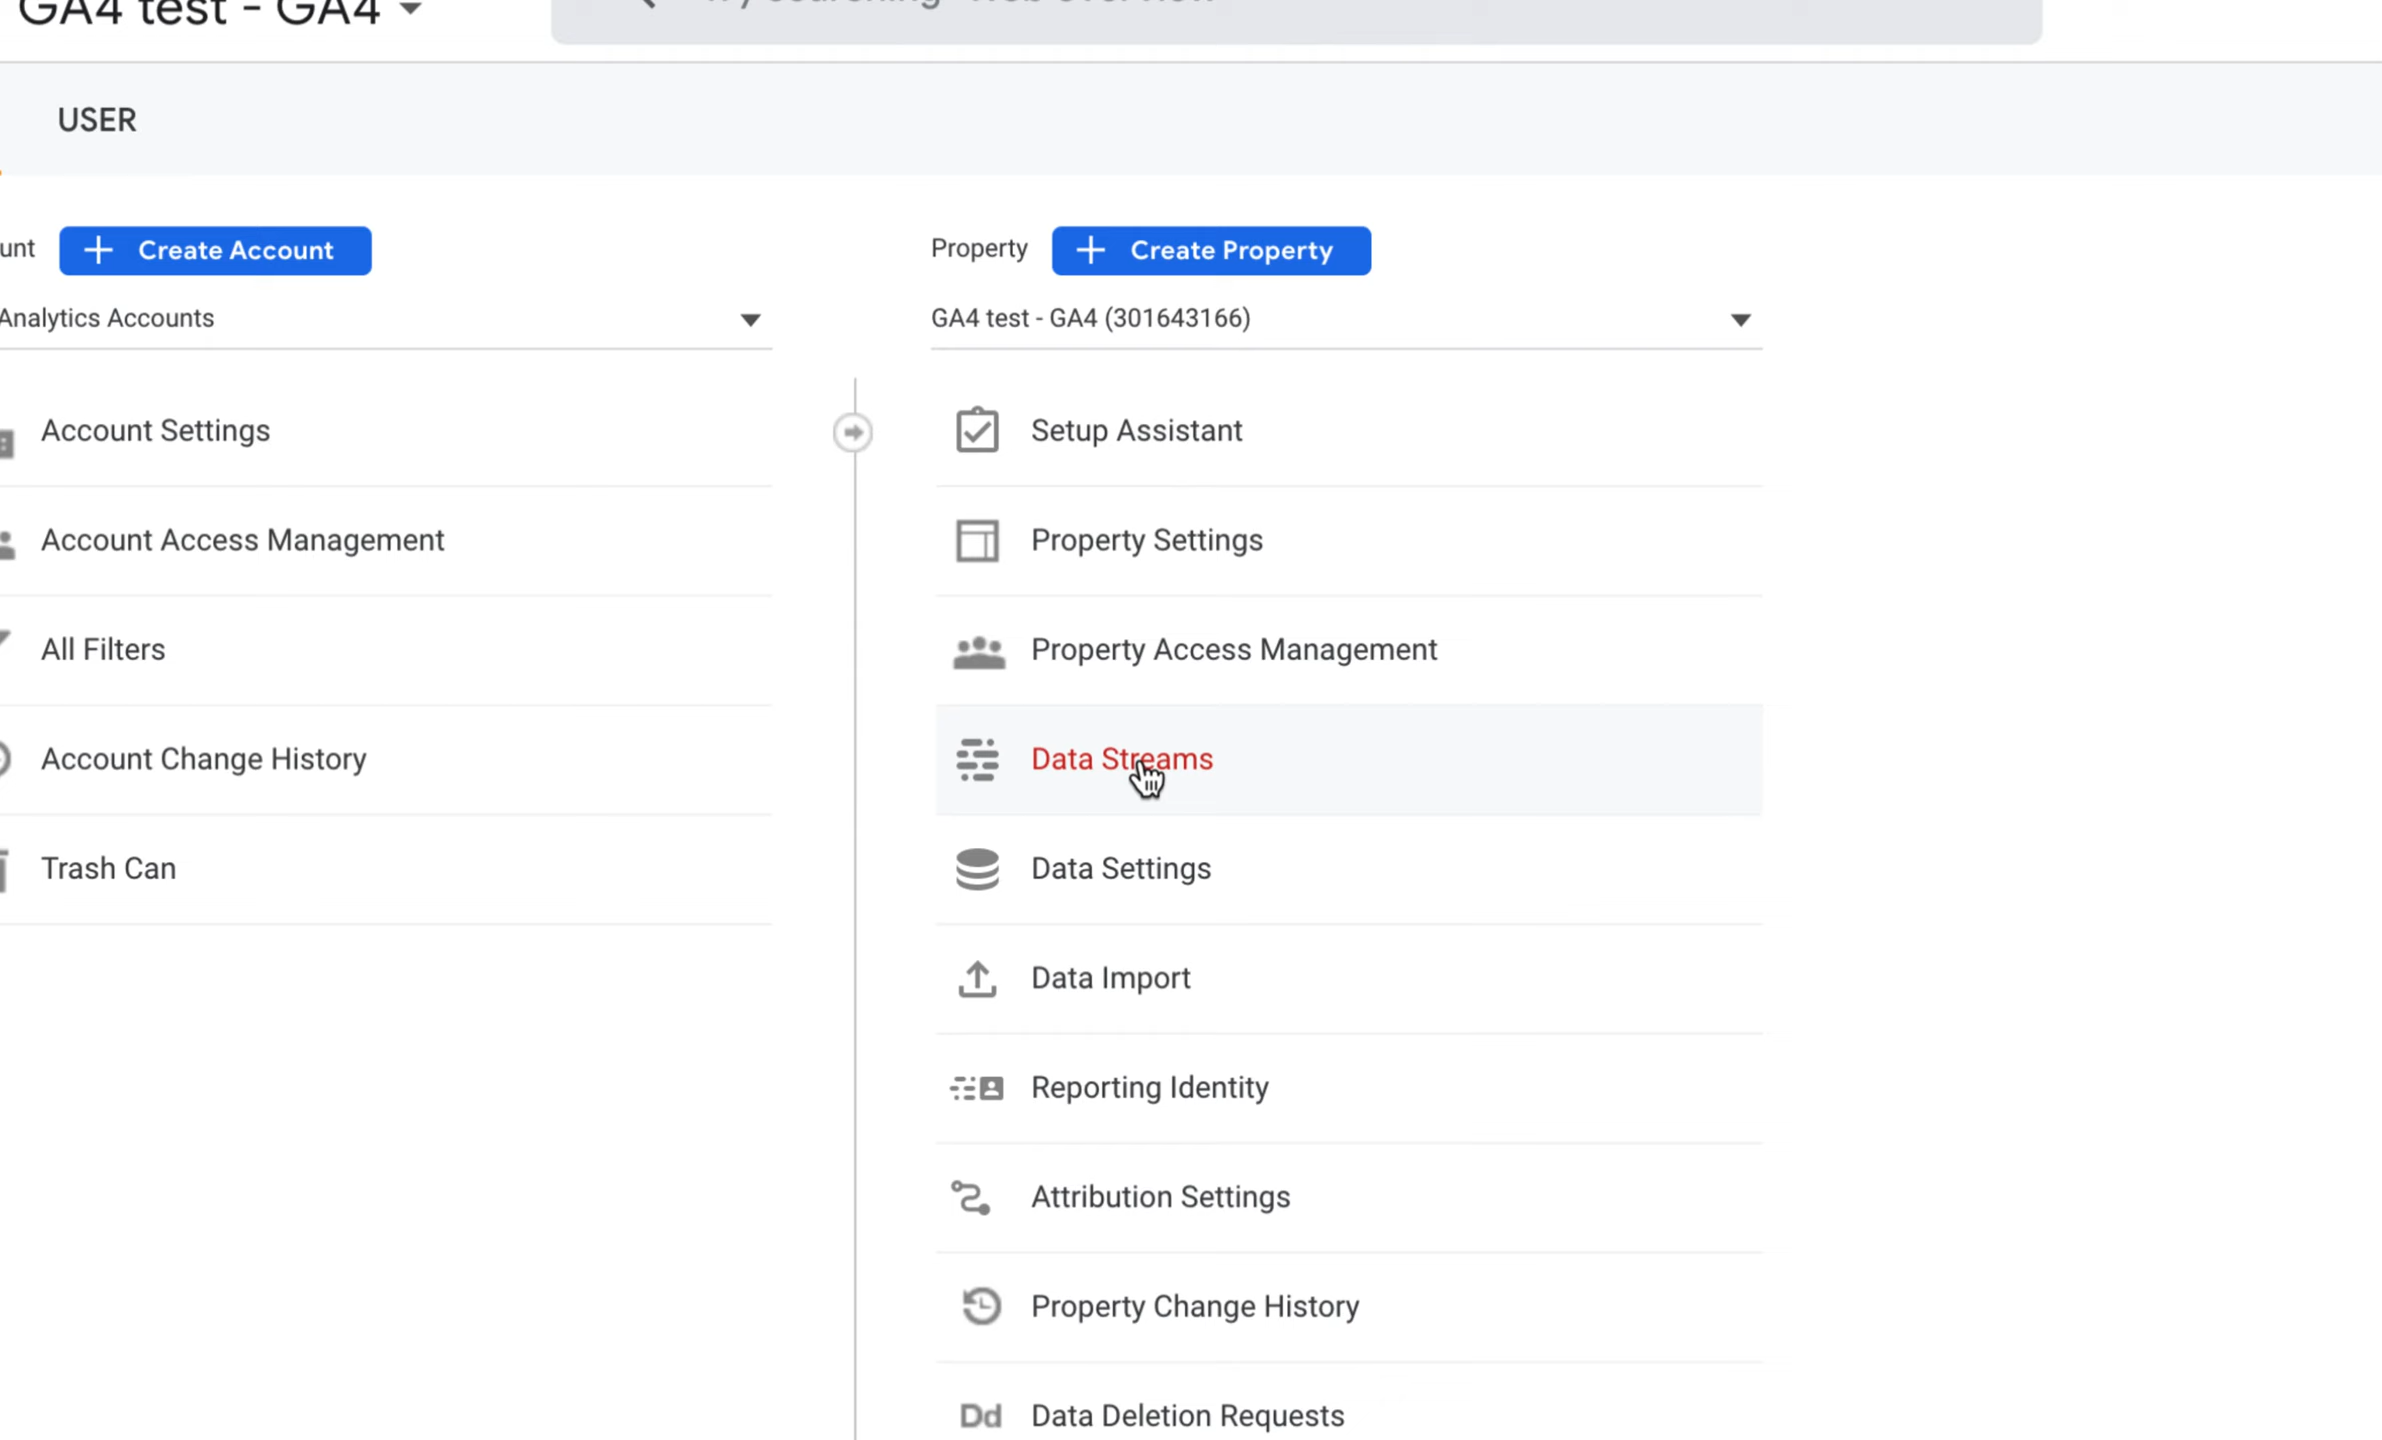 GA4 test - GA4
USER
unt
Create Account
Analytics Accounts
Account Settings
Account Access Management
All Filters
Account Change History
Trash Can
Property
Create Property
GA4 test - GA4 (301643166)
Setup Assistant
Property Settings
Property Access Management
Data Streams
Data Settings
Data Import
Reporting Identity
Attribution Settings
Property Change History
Dd Data Deletion Requests